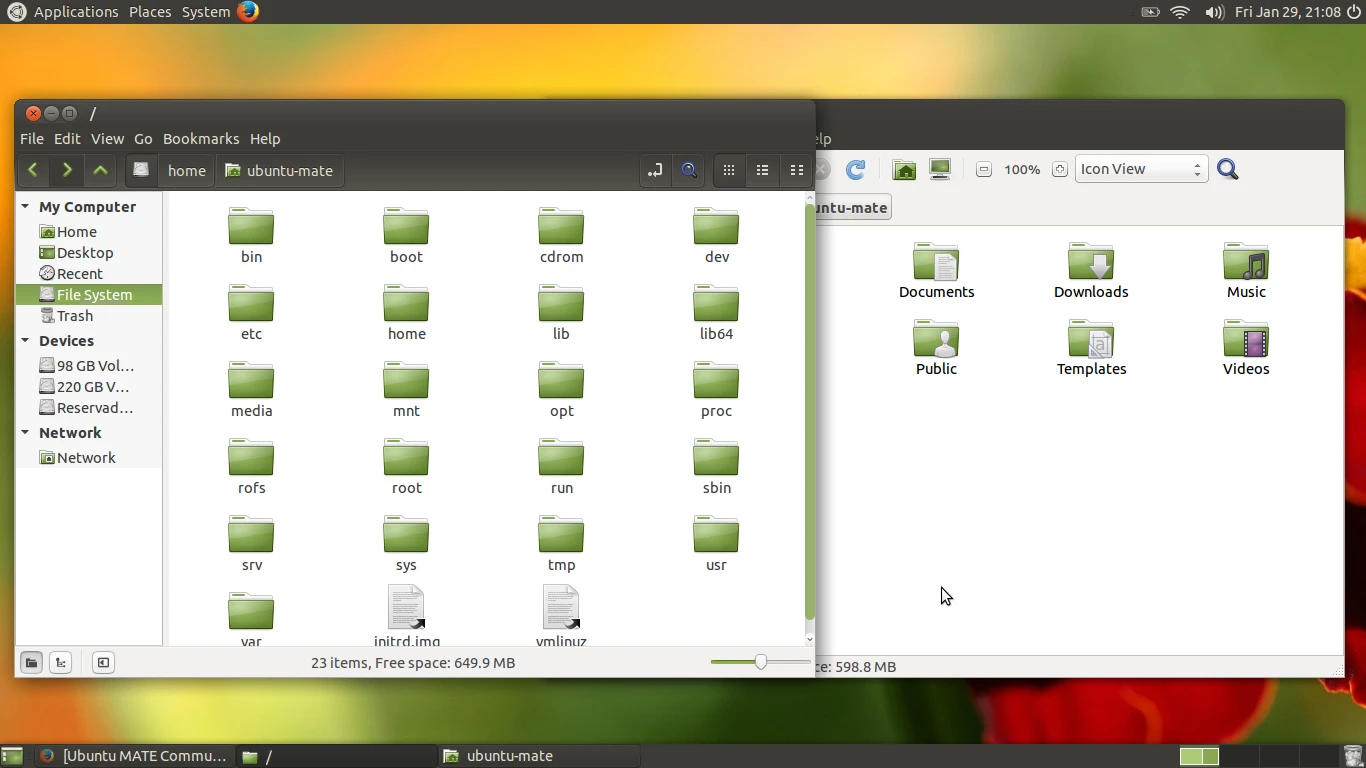 Applications Places System
Fri Jan 29, 21:08
/
File Edit View Go Bookmarks Help
home ubuntu-mate
My Computer
Home
Desktop
Recent
File System
Trash
Devices
98 GB Vol...
220 GB V...
Reservad...
Network
Network
bin boot cdrom dev
etc home lib lib64
media mnt opt proc
rofs root run sbin
srv sys tmp usr
var initrd.img vmlinuz
23 items, Free space: 649.9 MB
elp
100% Icon View
untu-mate
Documents Downloads Music
Public Templates Videos
ce: 598.8 MB
[Ubuntu MATE Commu... / ubuntu-mate